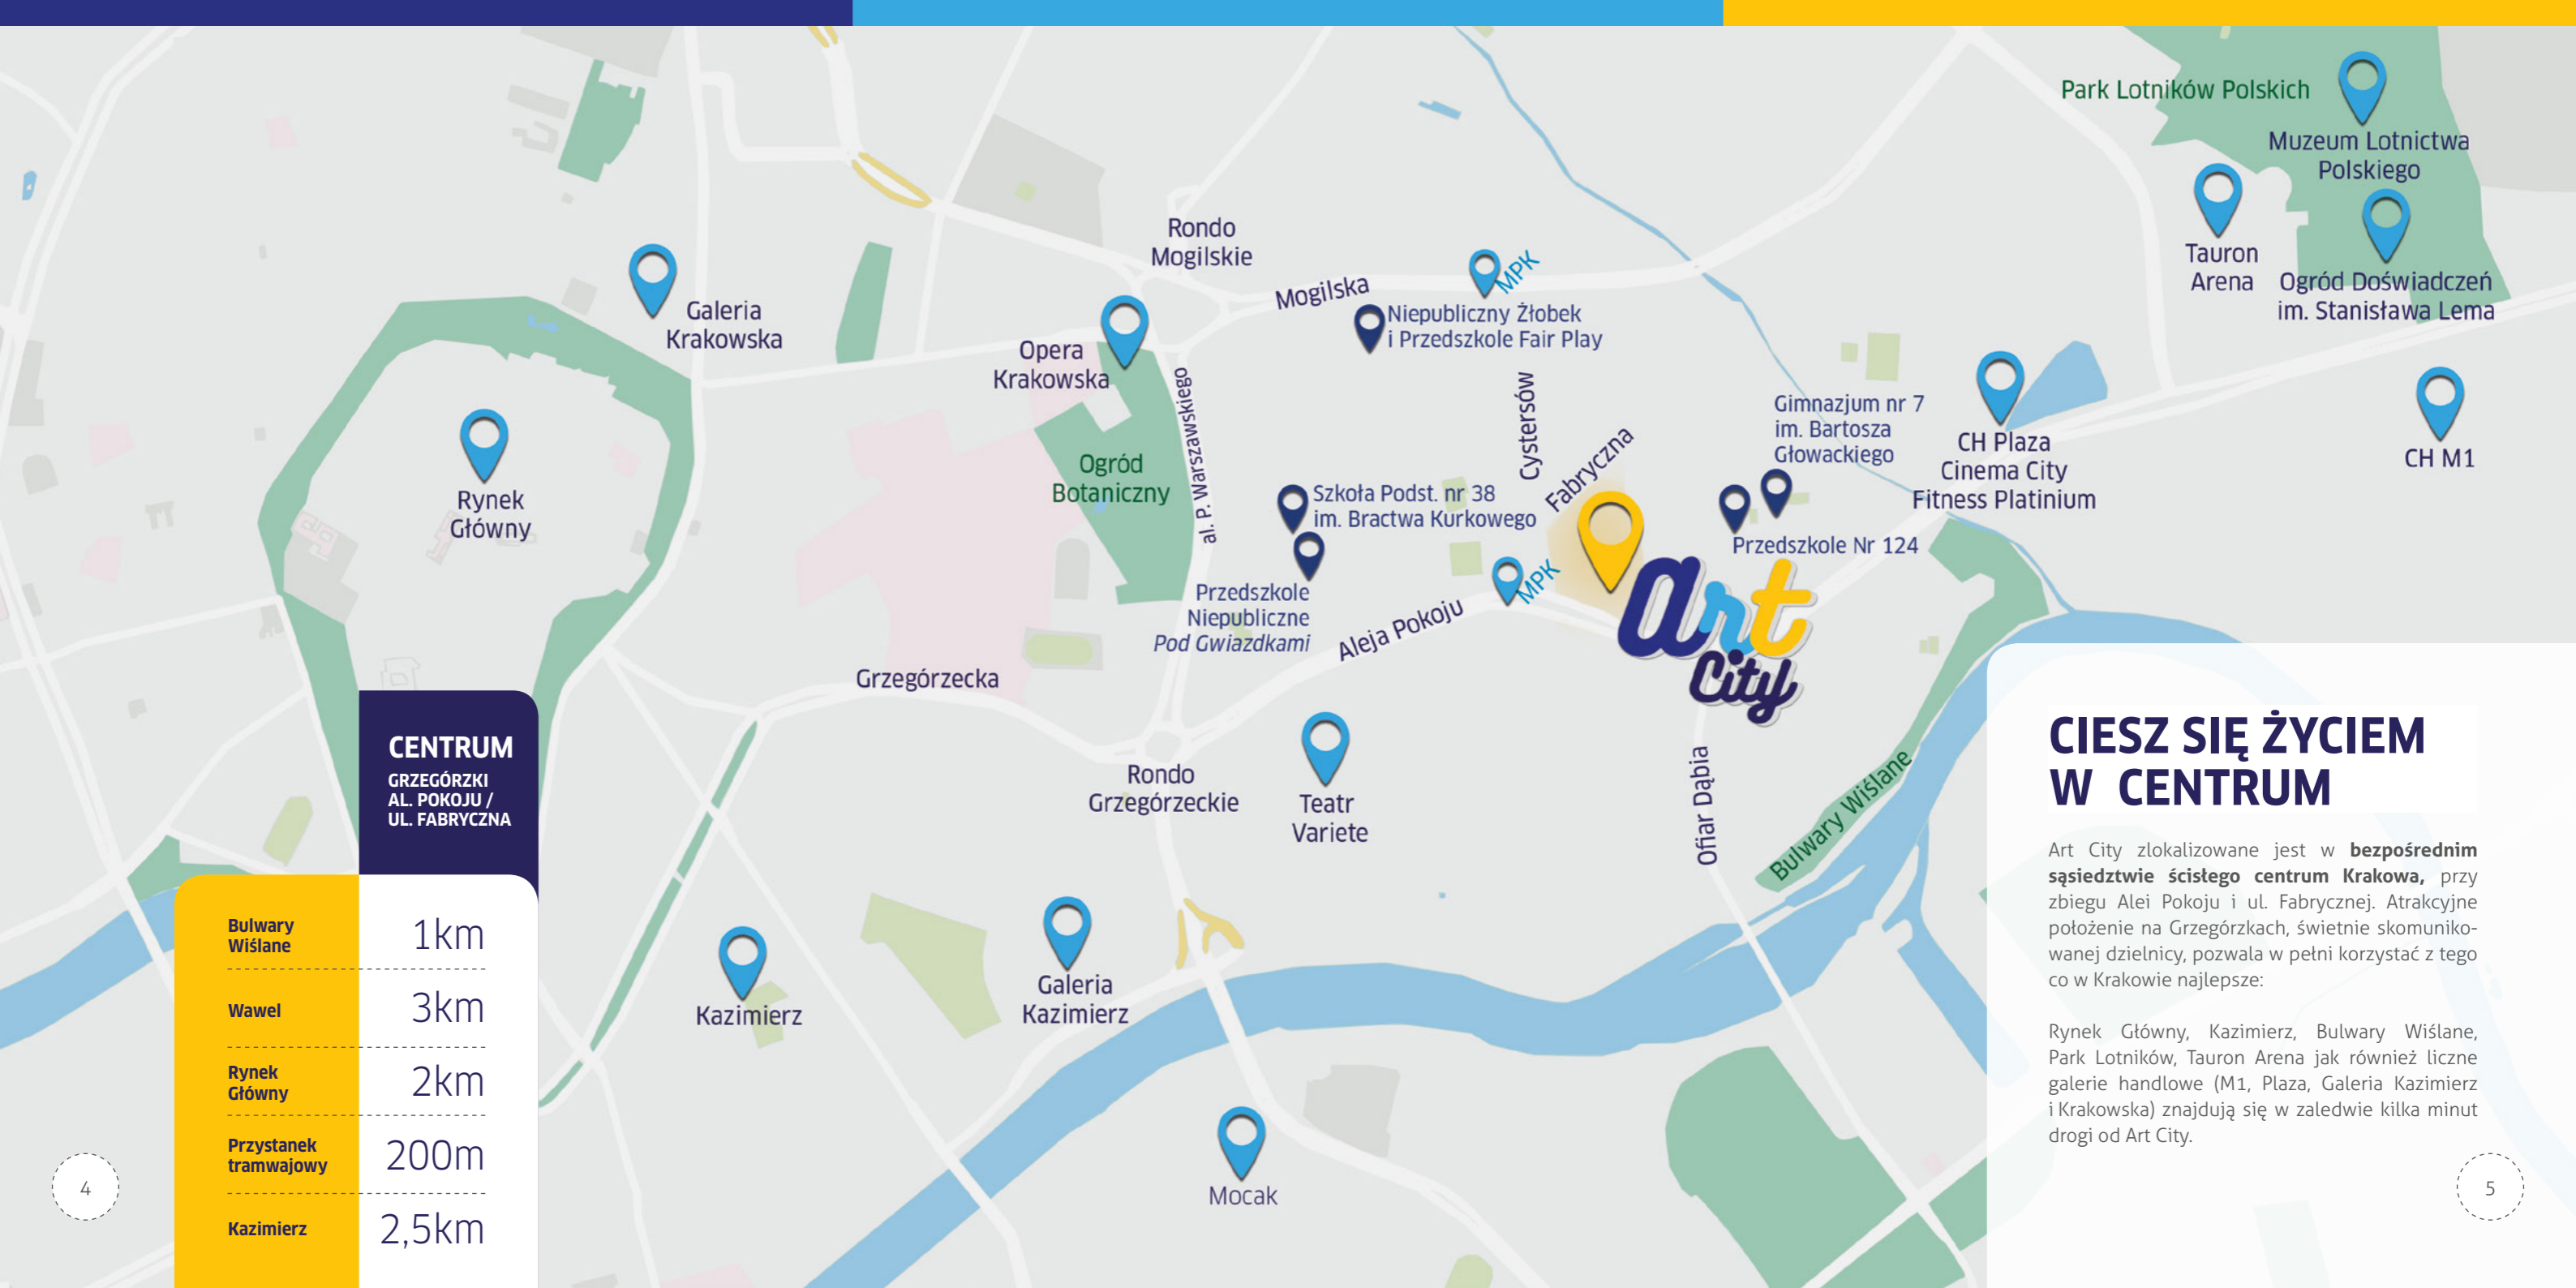 Park Lotników Polskich
Muzeum Lotnictwa
Polskiego
Tauron
Arena
Ogród Doświadczeń
im. Stanisława Lema
Rondo
Mogilskie
Mogilska
MPK
Niepubliczny Żłobek
i Przedszkole Fair Play
Galeria
Krakowska
Opera
Krakowska
al. P. Warszawskiego
Cystersów
Fabryczna
Gimnazjum nr 7
im. Bartosza
Głowackiego
CH Plaza
Cinema City
Fitness Platinium
CH M1
Rynek
Główny
Ogród
Botaniczny
Szkoła Podst. nr 38
im. Bractwa Kurkowego
Przedszkole Nr 124
Przedszkole
Niepubliczne
Pod Gwiazdkami
MPK
Aleja Pokoju
art
City
Grzegórzecka
Rondo
Grzegórzeckie
Teatr
Variete
Ofiar Dąbia
Bulwary Wiślane
Kazimierz
Galeria
Kazimierz
Mocak
CENTRUM
GRZEGÓRZKI
AL. POKOJU /
UL. FABRYCZNA
Bulwary
Wiślane
1km
Wawel
3km
Rynek
Główny
2km
Przystanek
tramwajowy
200m
Kazimierz
2,5km
4
CIESZ SIĘ ŻYCIEM
W CENTRUM
Art City zlokalizowane jest w bezpośrednim
sąsiedztwie ścisłego centrum Krakowa, przy
zbiegu Alei Pokoju i ul. Fabrycznej. Atrakcyjne
położenie na Grzegórzkach, świetnie skomuniko-
wanej dzielnicy, pozwala w pełni korzystać z tego
co w Krakowie najlepsze:
Rynek Główny, Kazimierz, Bulwary Wiślane,
Park Lotników, Tauron Arena jak również liczne
galerie handlowe (M1, Plaza, Galeria Kazimierz
i Krakowska) znajdują się w zaledwie kilka minut
drogi od Art City.
5